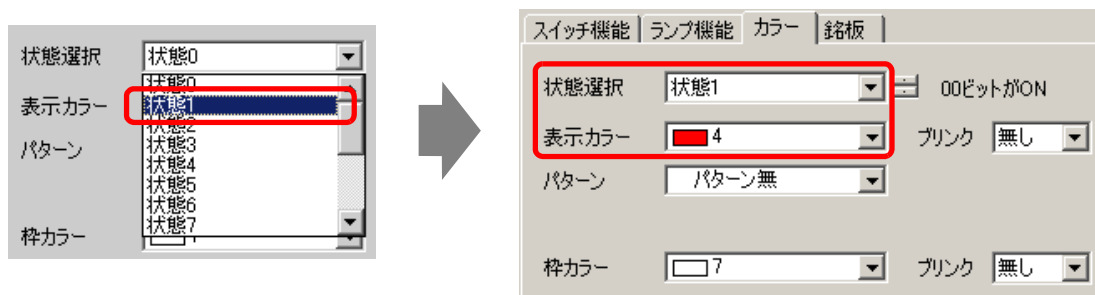 状態選択 状態0
状態0
表示カラー 状態1
状態2
パターン 状態3
状態4
状態5
状態6
状態7
枠カラー
スイッチ機能 ランプ機能 カラー 銘板
状態選択 状態1 00ビットがON
表示カラー 4 ブリンク 無し
パターン パターン無
枠カラー 7 ブリンク 無し